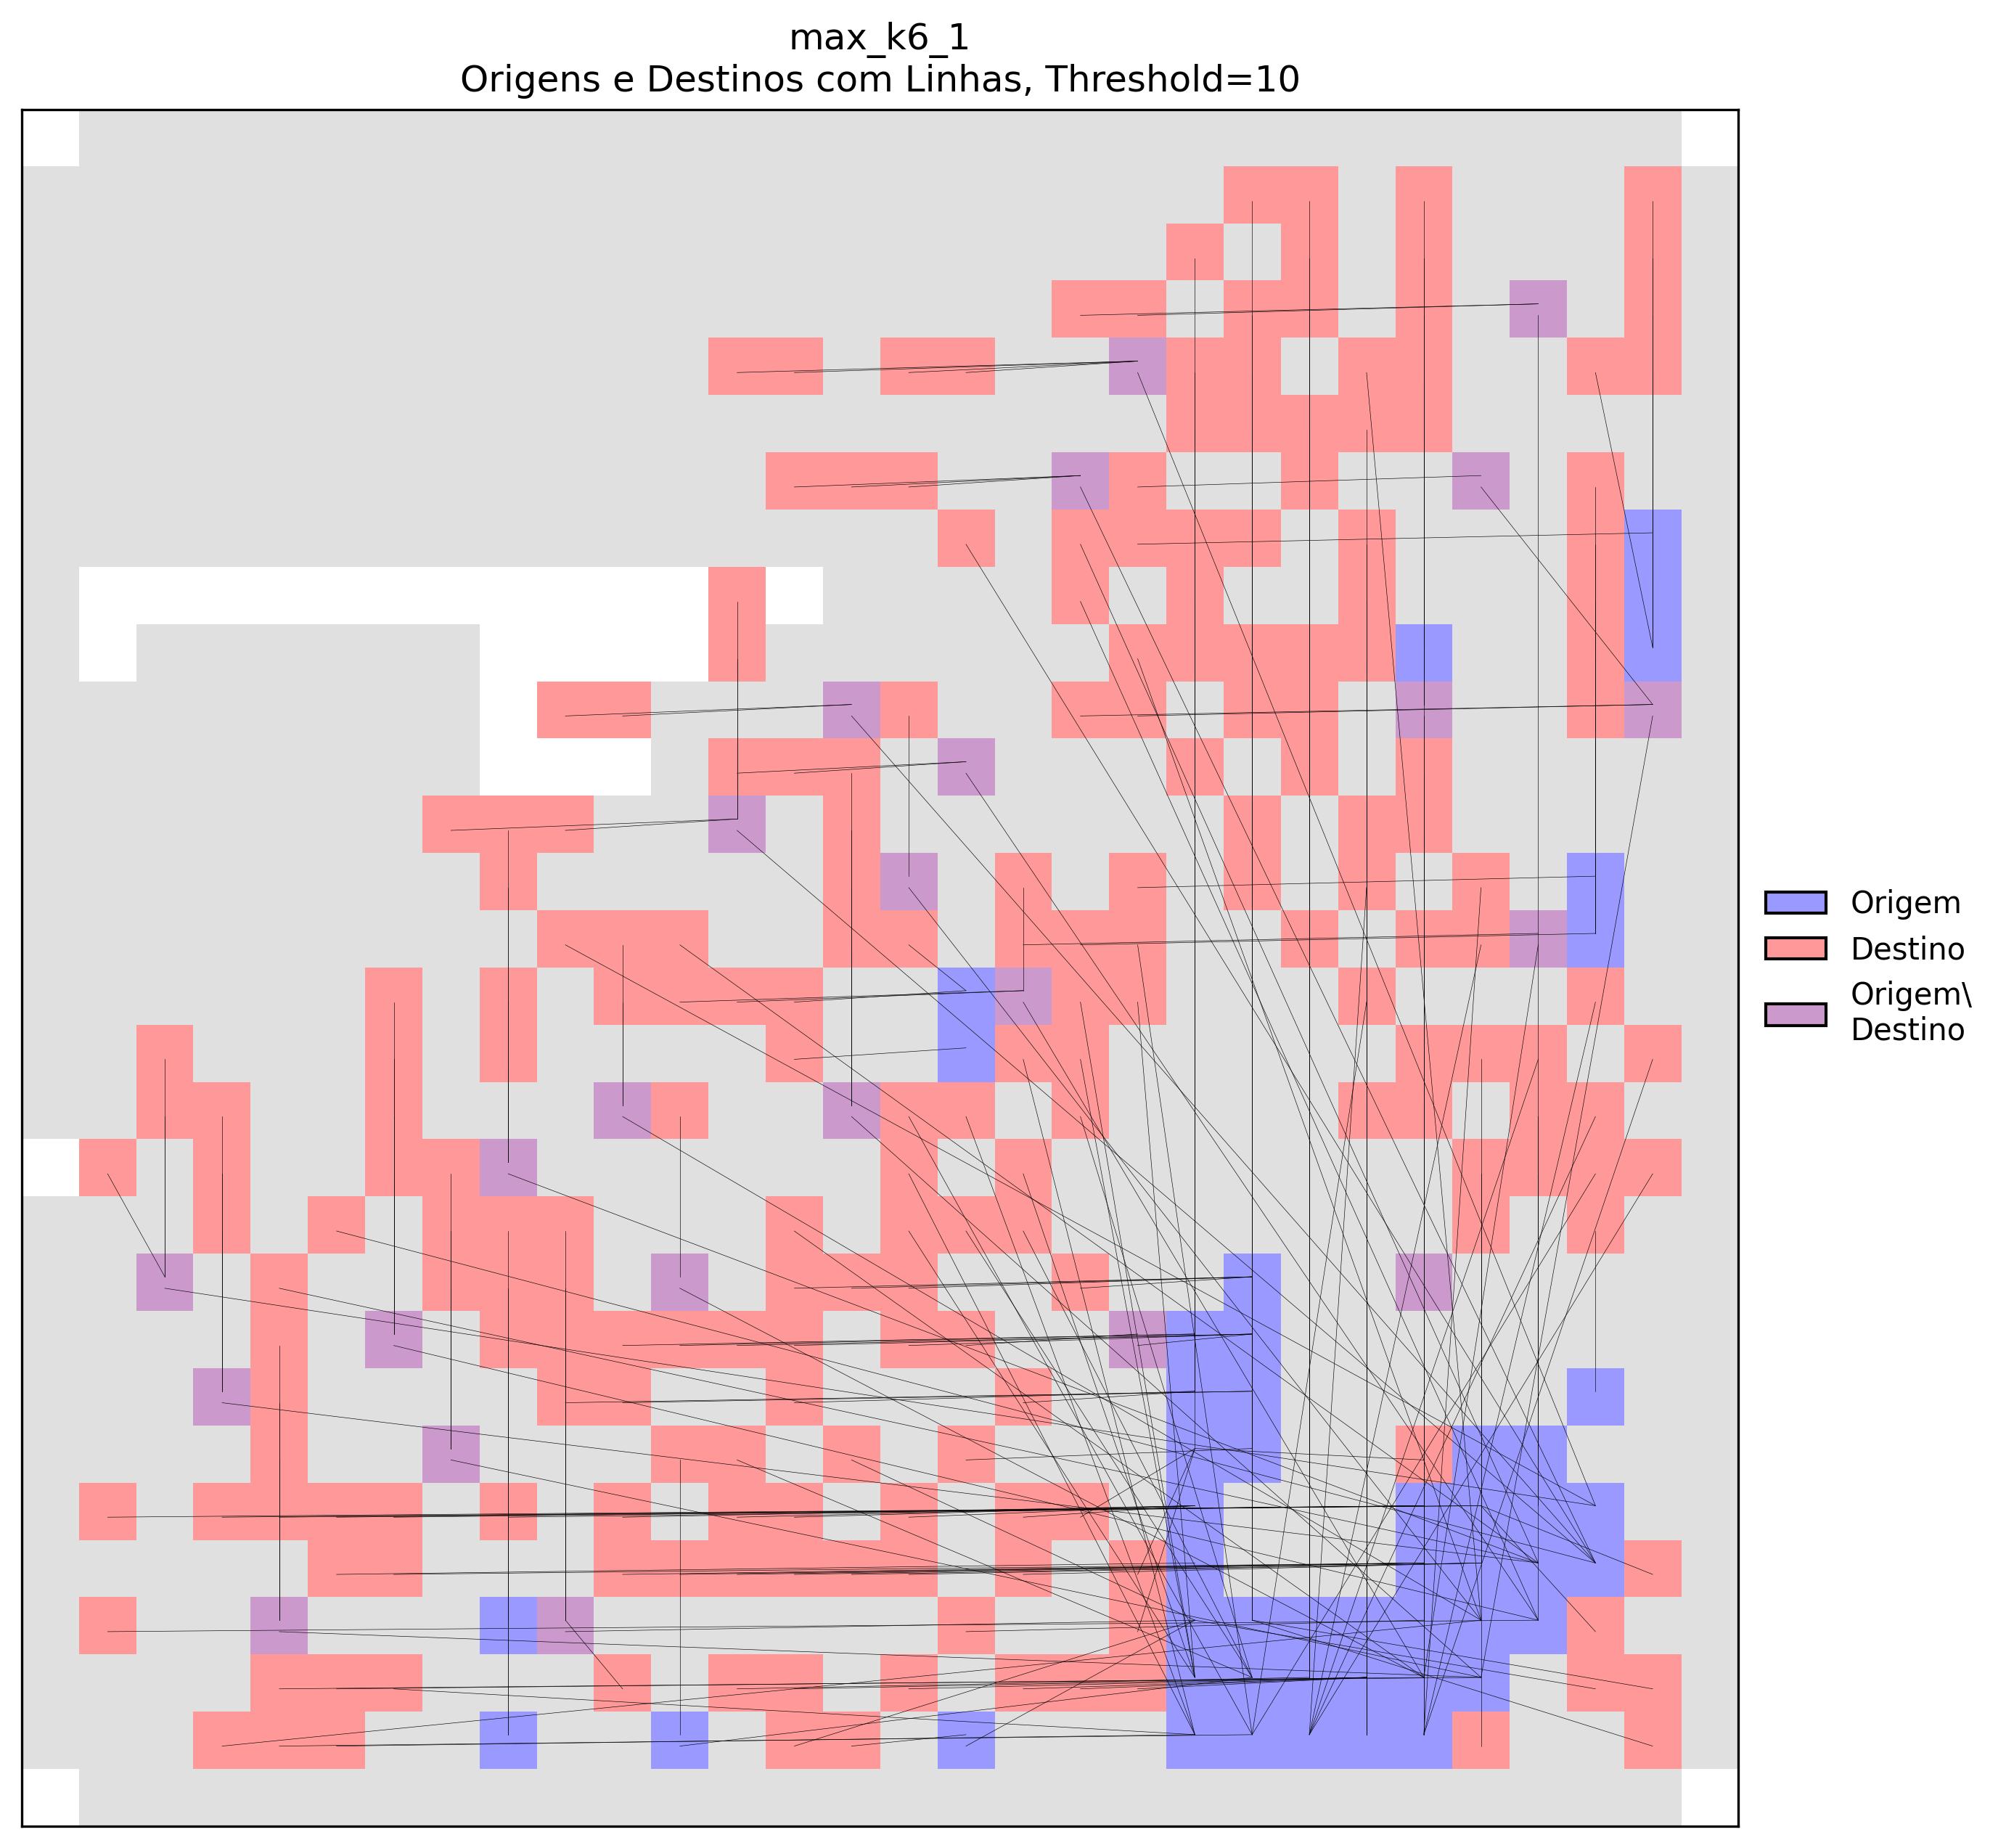 max_k6_1
Origens e Destinos com Linhas, Threshold=10
Origem
Destino
Origem\
Destino